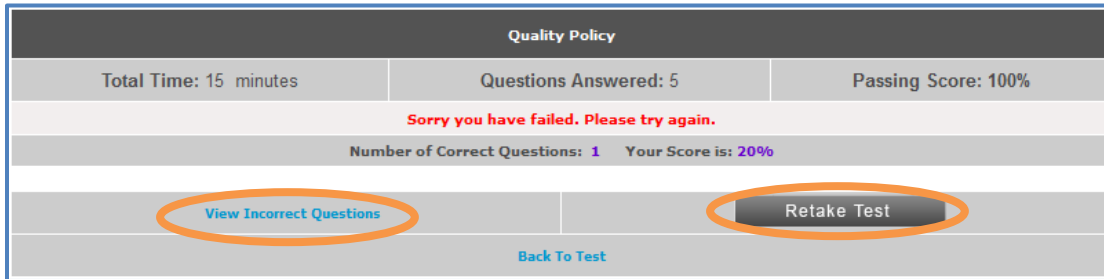 Quality Policy
Total Time: 15 minutes Questions Answered: 5 Passing Score: 100%
Sorry you have failed. Please try again.
Number of Correct Questions: 1 Your Score is: 20%
View Incorrect Questions Retake Test
Back To Test